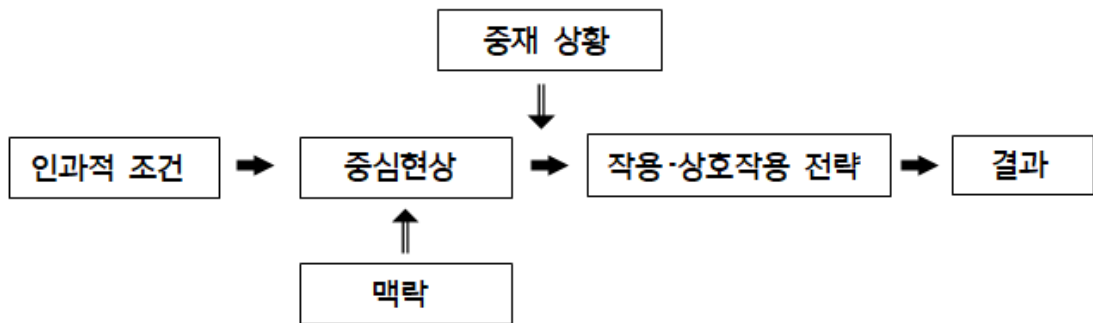 중재 상황
인과적 조건
중심현상
작용-상호작용 전략
결과
맥락